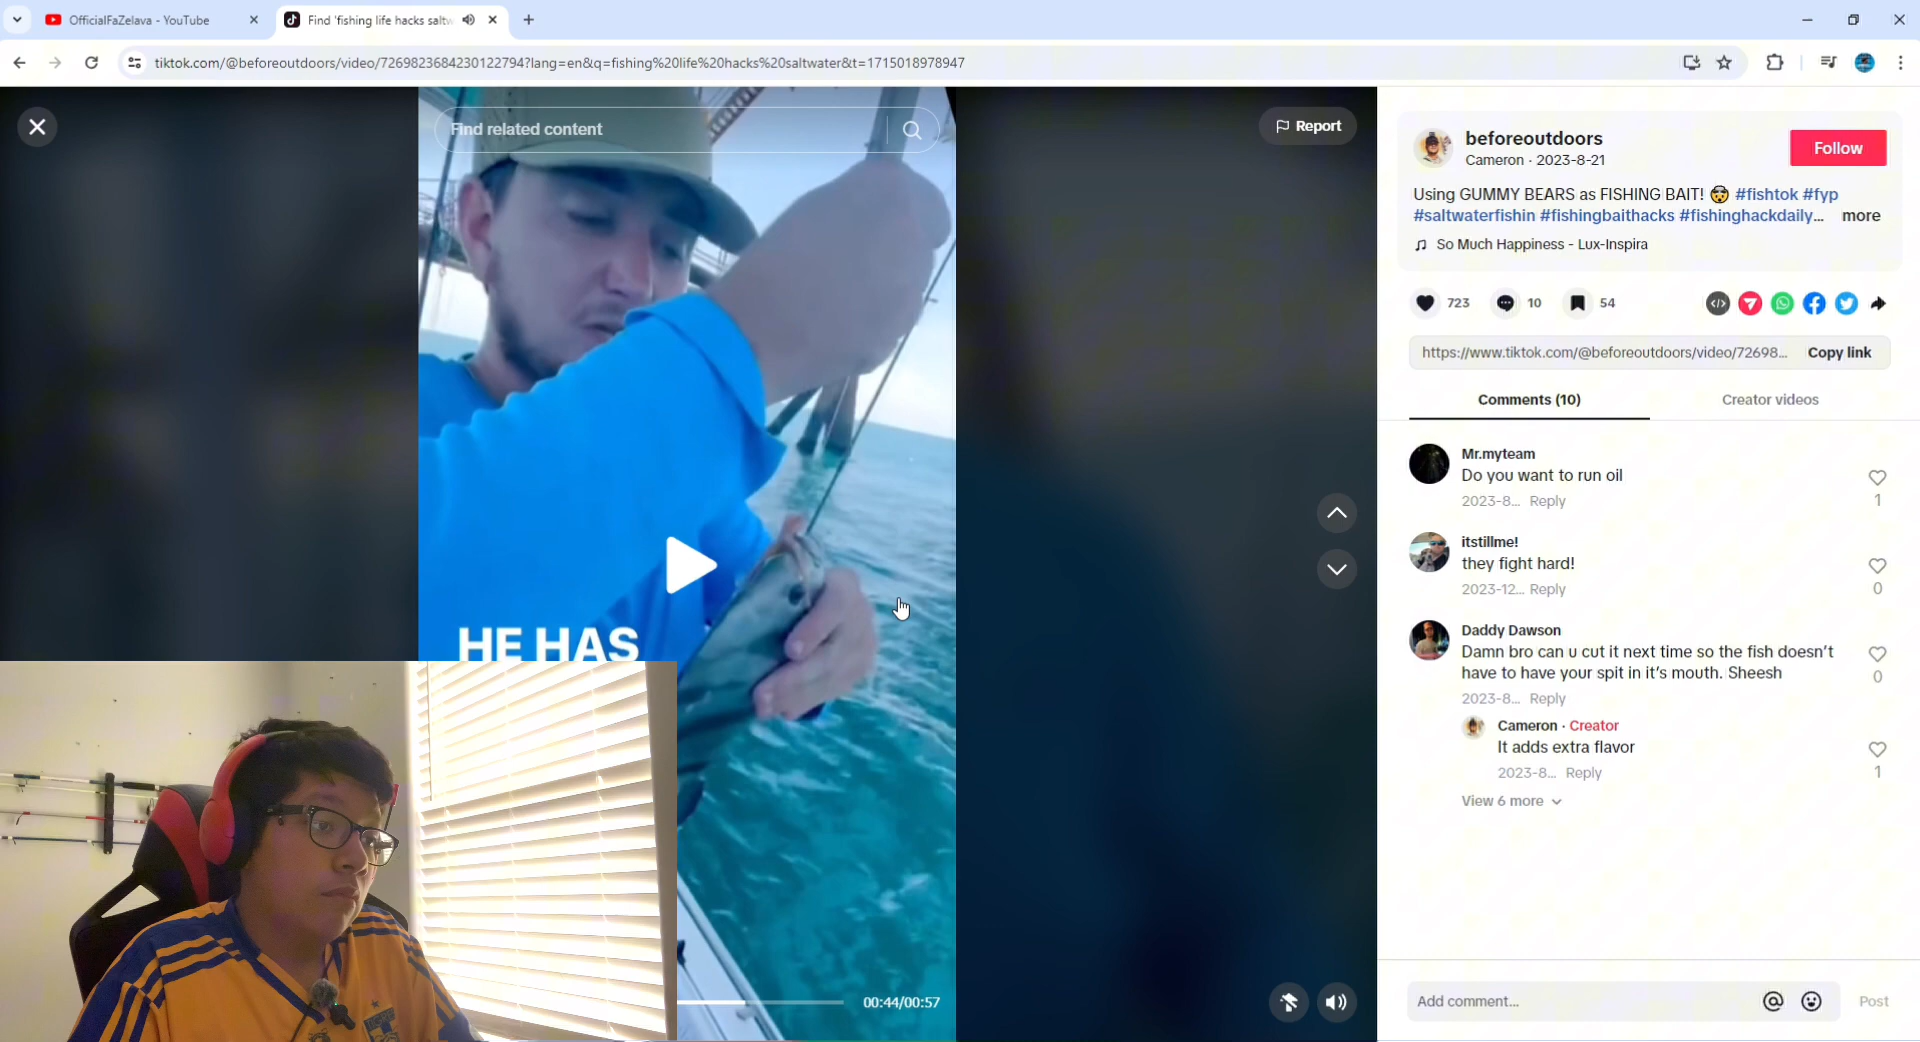 OfficialFaZelava - YouTube
Find 'fishing life hacks saltw
tiktok.com/@beforeoutdoors/video/7269823684230122794?lang=en&q=fishing%20life%20hacks%20saltwater&t=1715018978947
Find related content
Report
HE HAS
00:44/00:57
beforeoutdoors
Cameron · 2023-8-21
Follow
Using GUMMY BEARS as FISHING BAIT! 🤯 #fishtok #fyp
#saltwaterfishin #fishingbaithacks #fishinghackdaily... more
So Much Happiness - Lux-Inspira
723
10
54
https://www.tiktok.com/@beforeoutdoors/video/72698...
Copy link
Comments (10)
Creator videos
Mr.myteam
Do you want to run oil
2023-8... Reply
1
itstillme!
they fight hard!
2023-12... Reply
0
Daddy Dawson
Damn bro can u cut it next time so the fish doesn't
have to have your spit in it's mouth. Sheesh
2023-8... Reply
0
Cameron · Creator
It adds extra flavor
2023-8... Reply
1
View 6 more
Add comment...
Post